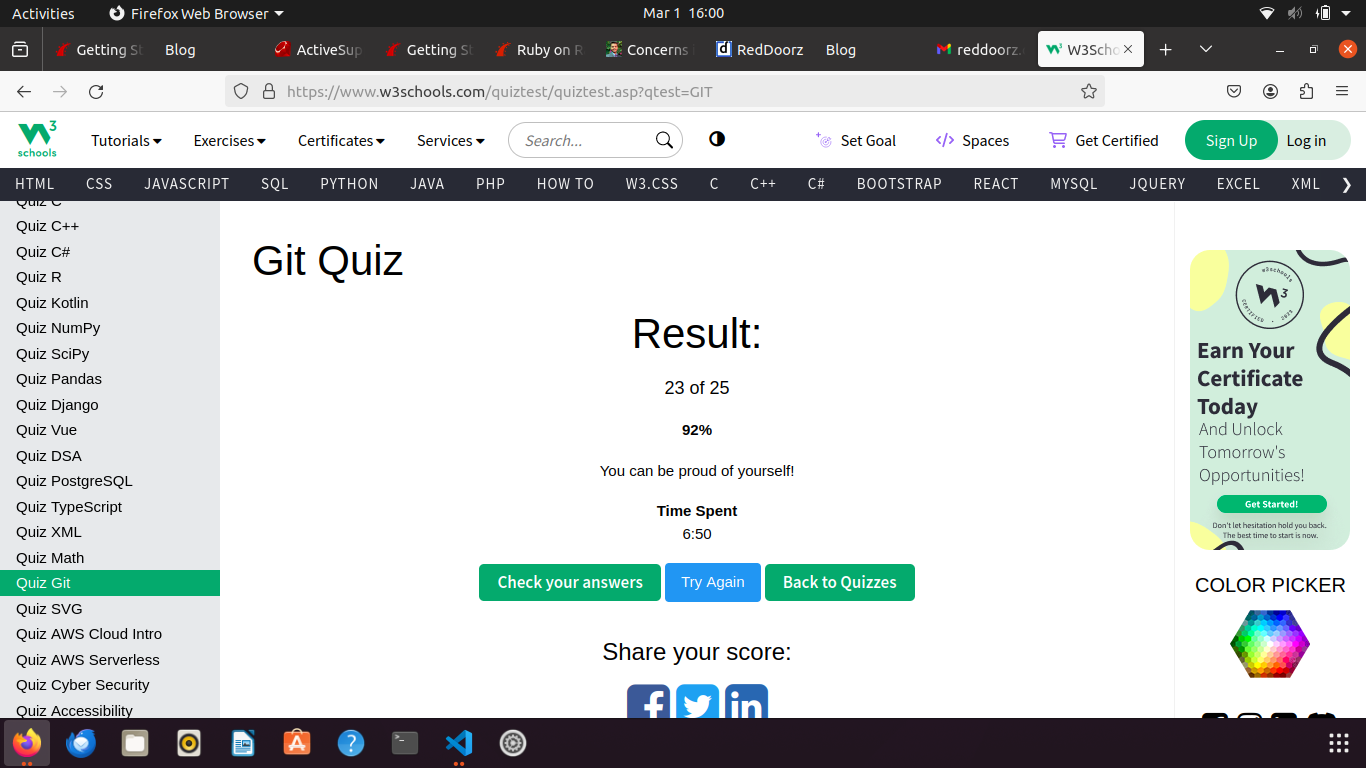 Activities Firefox Web Browser Mar 1 16:00
Getting St Blog ActiveSup Getting St Ruby on R Concerns RedDoorz Blog reddoorz. W3Scho
https://www.w3schools.com/quiztest/quiztest.asp?qtest=GIT
W3 schools Tutorials Exercises Certificates Services Search... Set Goal Spaces Get Certified Sign Up Log in
HTML CSS JAVASCRIPT SQL PYTHON JAVA PHP HOW TO W3.CSS C C++ C# BOOTSTRAP REACT MYSQL JQUERY EXCEL XML
Quiz C
Quiz C++
Quiz C#
Quiz R
Quiz Kotlin
Quiz NumPy
Quiz SciPy
Quiz Pandas
Quiz Django
Quiz Vue
Quiz DSA
Quiz PostgreSQL
Quiz TypeScript
Quiz XML
Quiz Math
Quiz Git
Quiz SVG
Quiz AWS Cloud Intro
Quiz AWS Serverless
Quiz Cyber Security
Quiz Accessibility
Git Quiz
Result:
23 of 25
92%
You can be proud of yourself!
Time Spent
6:50
Check your answers Try Again Back to Quizzes
Share your score:
w3schools
W3
CERTIFIED . 2025
Earn Your
Certificate
Today
And Unlock
Tomorrow's
Opportunities!
Get Started!
Don't let hesitation hold you back.
The best time to start is now.
COLOR PICKER